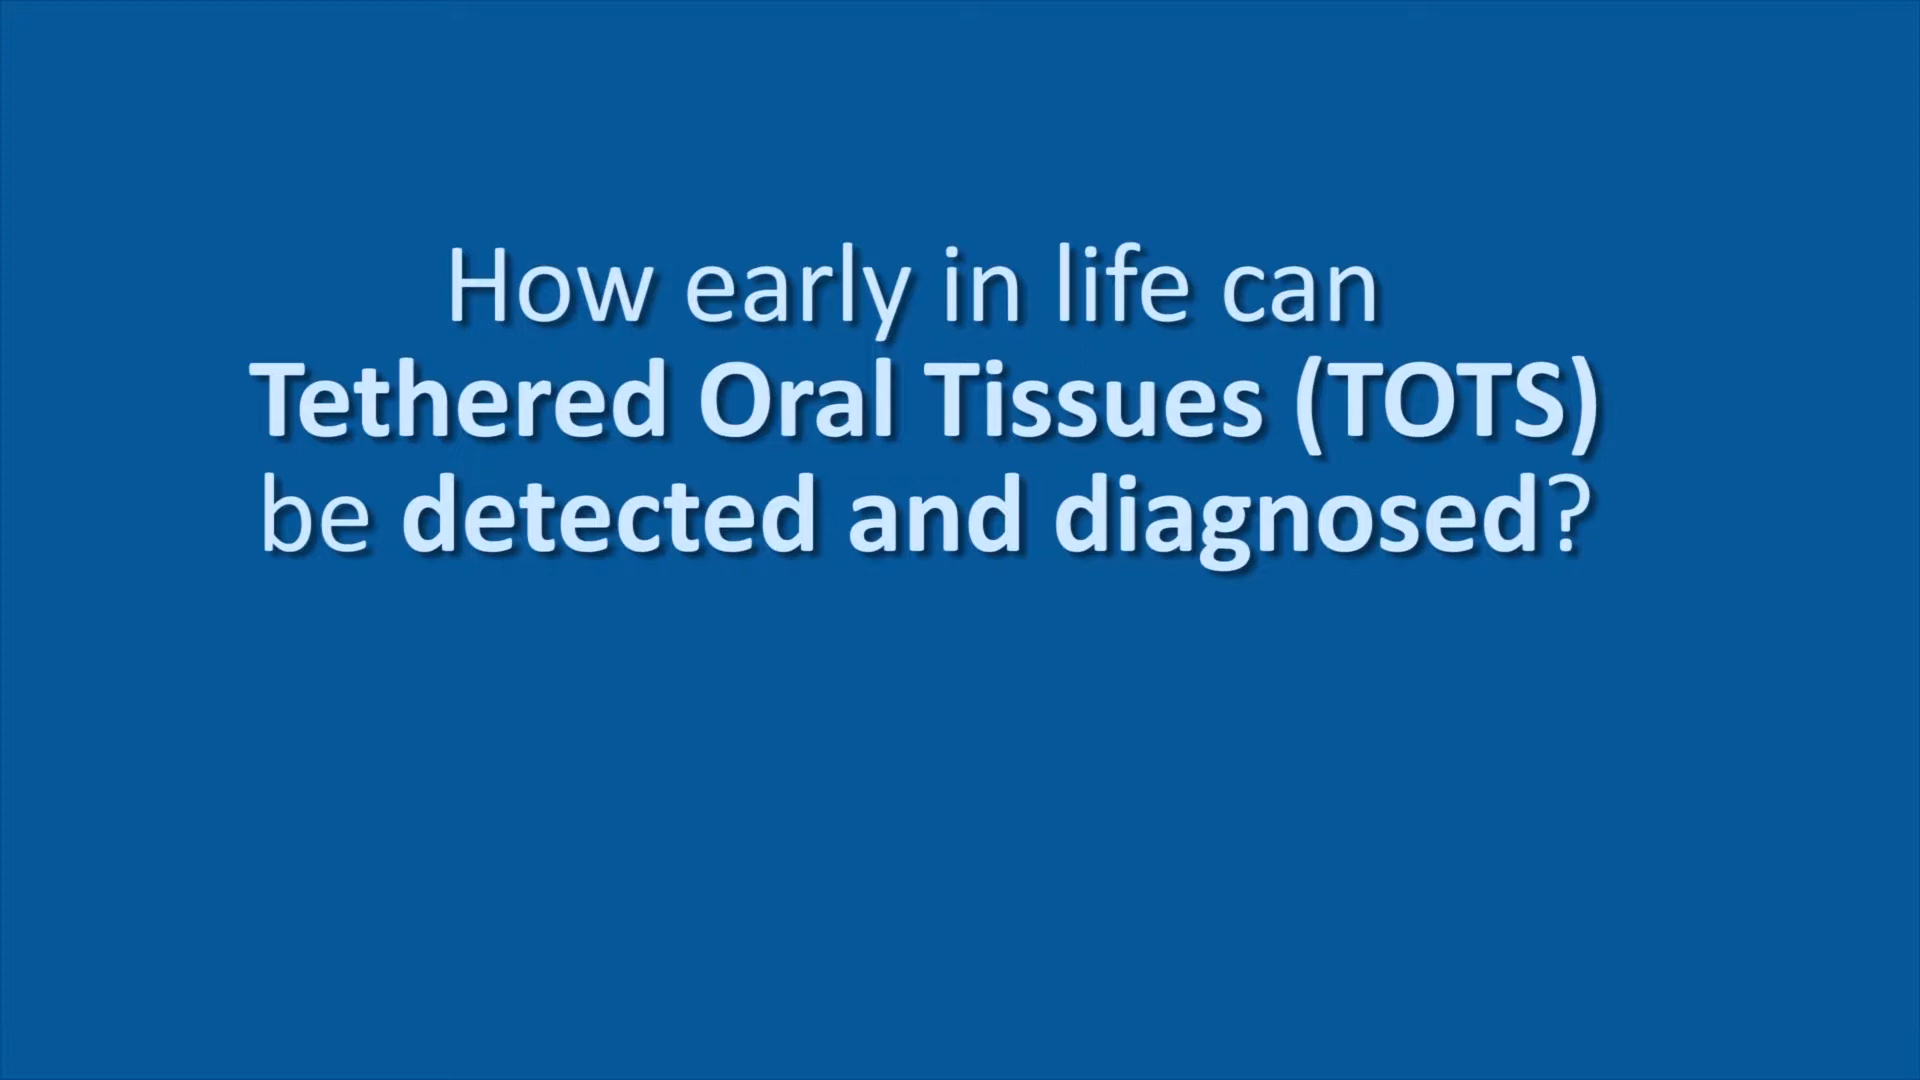 How early in life can
Tethered Oral Tissues (TOTS)
be detected and diagnosed?